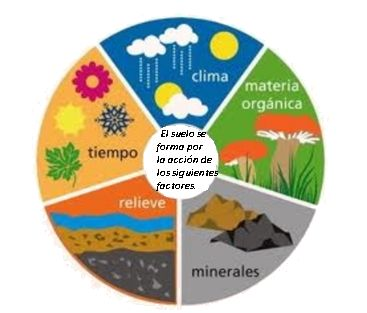 clima
materia
orgánica
tiempo
El suelo se
forma por
la acción de
los siguientes
factores.
relieve
minerales